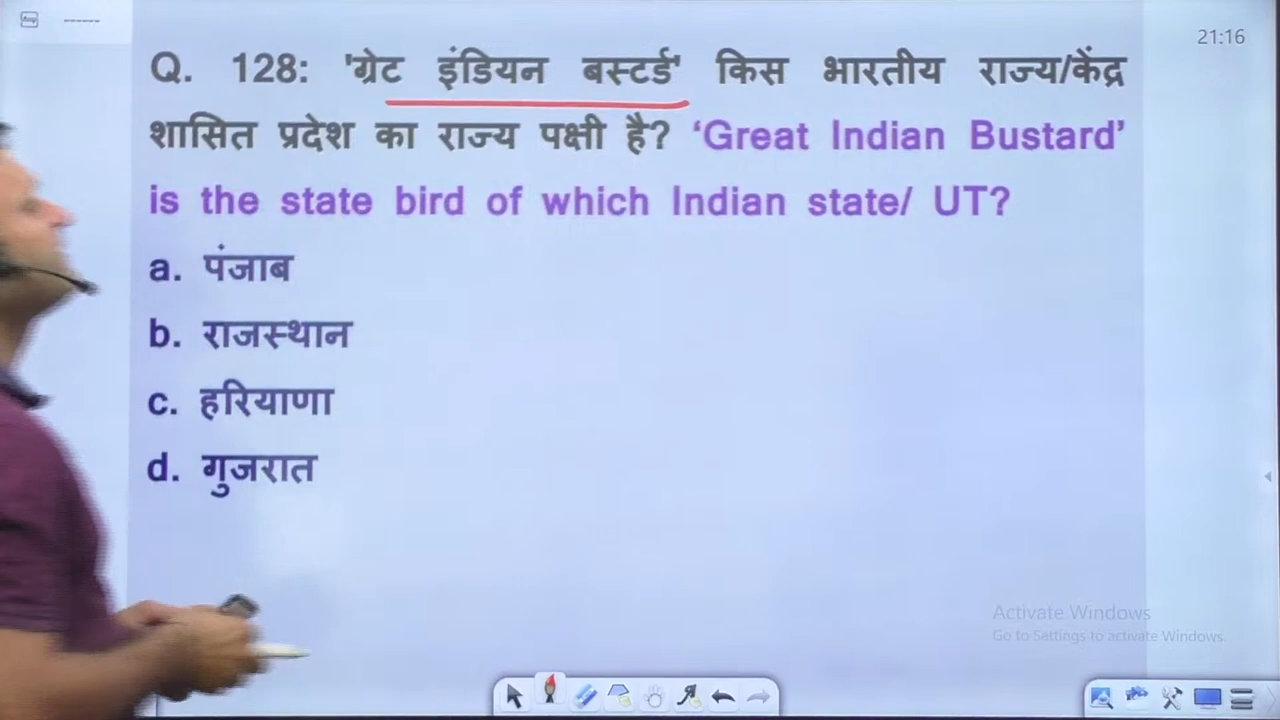 21:16
Q. 128: 'ग्रेट इंडियन बस्टर्ड' किस भारतीय राज्य/केंद्र
शासित प्रदेश का राज्य पक्षी है? ‘Great Indian Bustard’
is the state bird of which Indian state/ UT?
a. पंजाब
b. राजस्थान
c. हरियाणा
d. गुजरात
Activate Windows
Go to Settings to activate Windows.